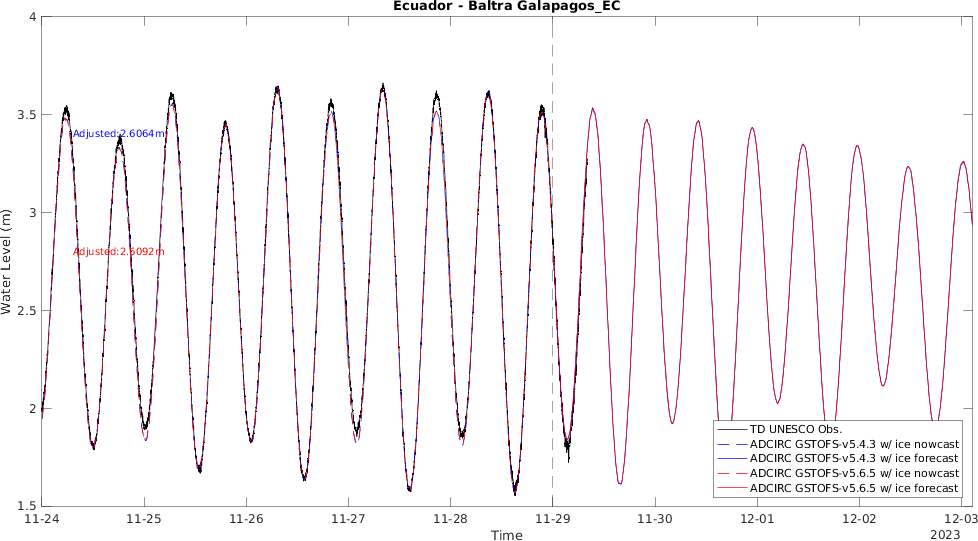 Ecuador - Baltra Galapagos_EC
4
3.5
3
2.5
2
1.5
Water Level (m)
Adjusted:2.6064m
Adjusted:2.6092m
TD UNESCO Obs.
ADCIRC GSTOFS-v5.4.3 w/ ice nowcast
ADCIRC GSTOFS-v5.4.3 w/ ice forecast
ADCIRC GSTOFS-v5.6.5 w/ ice nowcast
ADCIRC GSTOFS-v5.6.5 w/ ice forecast
11-24 11-25 11-26 11-27 11-28 11-29 11-30 12-01 12-02 12-03
Time
2023